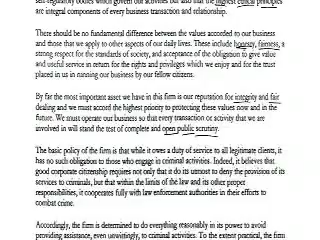 self-regulatory bodies which govern our activities but also that the highest ethical principles
are integral components of every business transaction and relationship.
There should be no fundamental difference between the values accorded to our business
and those that we apply to other aspects of our daily lives. These include honesty, fairness, a
strong respect for the standards of society, and acceptance of the obligation to give value
and useful service in return for the rights and privileges which we enjoy and for the trust
placed in us in running our business by our fellow citizens.
By far the most important asset we have in this firm is our reputation for integrity and fair
dealing and we must accord the highest priority to protecting these values now and in the
future. We must operate our business so that every transaction or activity that we are
involved in will stand the test of complete and open public scrutiny.
The basic policy of the firm is that while it owes a duty of service to all legitimate clients, it
has no such obligation to those who engage in criminal activities. Indeed, it believes that
good corporate citizenship requires not only that it do its utmost to deny the provision of its
services to criminals, but that within the limits of the law and its other proper
responsibilities, it cooperates fully with law enforcement authorities in their efforts to
combat crime.
Accordingly, the firm is determined to do everything reasonably in its power to avoid
providing assistance, even unwittingly, to criminal activities. To the extent practical, the firm